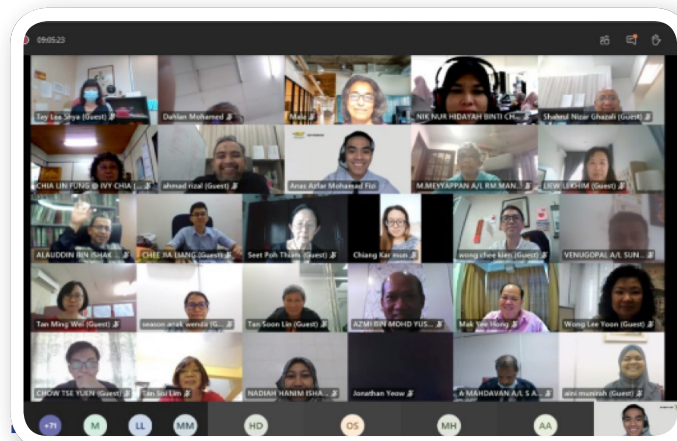 09:05:23
Tay Lee Shya (Guest)
Dahlan Mohamed
Mala
NIK NUR HIDAYAH BINTI CH...
Shahrul Nizar Ghazali (Guest)
CHIA LIN FUNG @ IVY CHIA (...
ahmad rizal (Guest)
Anas Azfar Mohamad Fizi
M.MEYYAPPAN A/L RM.MAN...
LIEW LEKHIM (Guest)
ALAUDDIN BIN ISHAK
CHEE JIA LIANG (Guest)
Seet Poh Thiam (Guest)
Chiang Kar mun
wong chee kien (Guest)
VENUGOPAL A/L SUN...
Tan Ming Wei (Guest)
season anak wenda (G...
Tan Soon Lin (Guest)
AZMI BIN MOHD YUS...
Mak Yee Hong
Wong Lee Yoon (Guest)
CHOW TSE YUEN (Guest)
Tan Soi Lim
NADIAH HANIM ISHA...
Jonathan Yeow
A MAHDAVAN A/L S A...
aini munirah (Guest)
+71
M
LL
MM
HD
OS
MH
AA